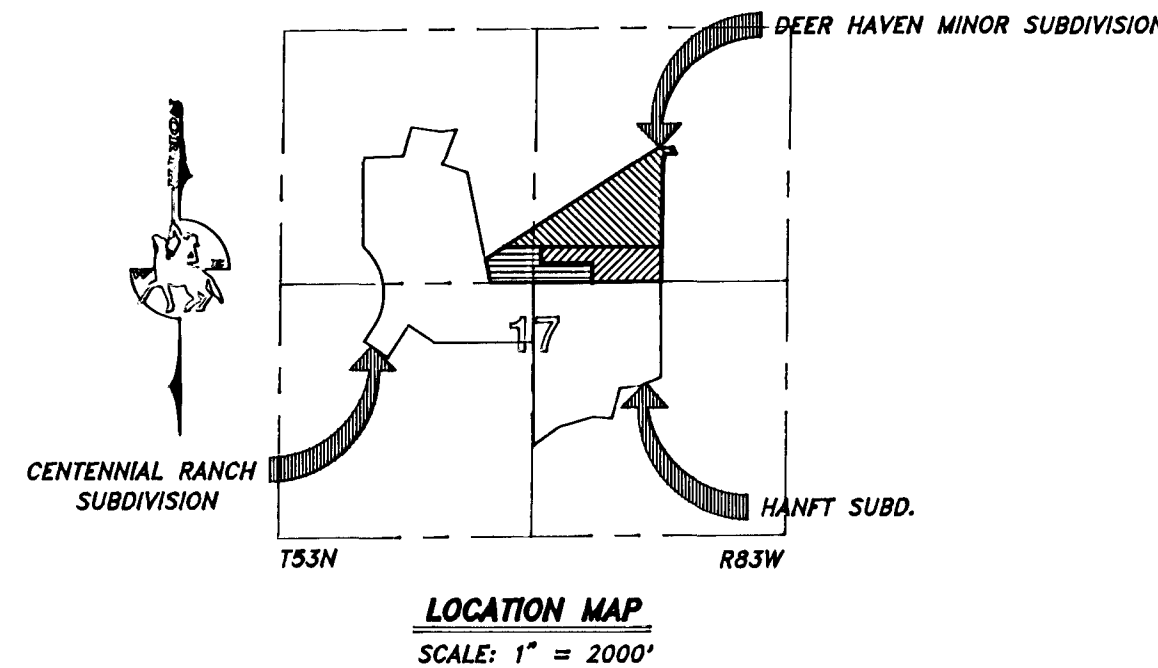 DEER HAVEN MINOR SUBDIVISION
17
CENTENNIAL RANCH
SUBDIVISION
HANFT SUBD.
T53N
R83W
LOCATION MAP
SCALE: 1" = 2000'